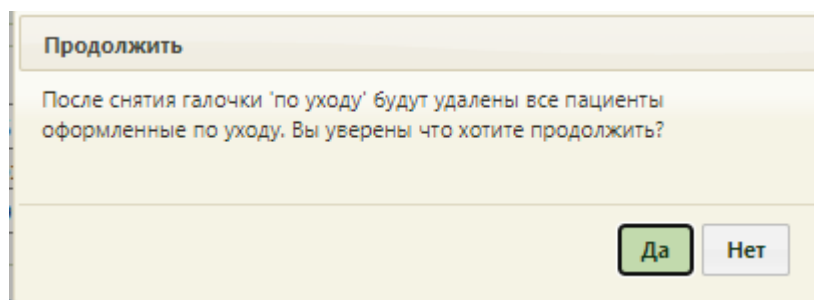 Продолжить
После снятия галочки 'по уходу' будут удалены все пациенты
оформленные по уходу. Вы уверены что хотите продолжить?
Да Нет